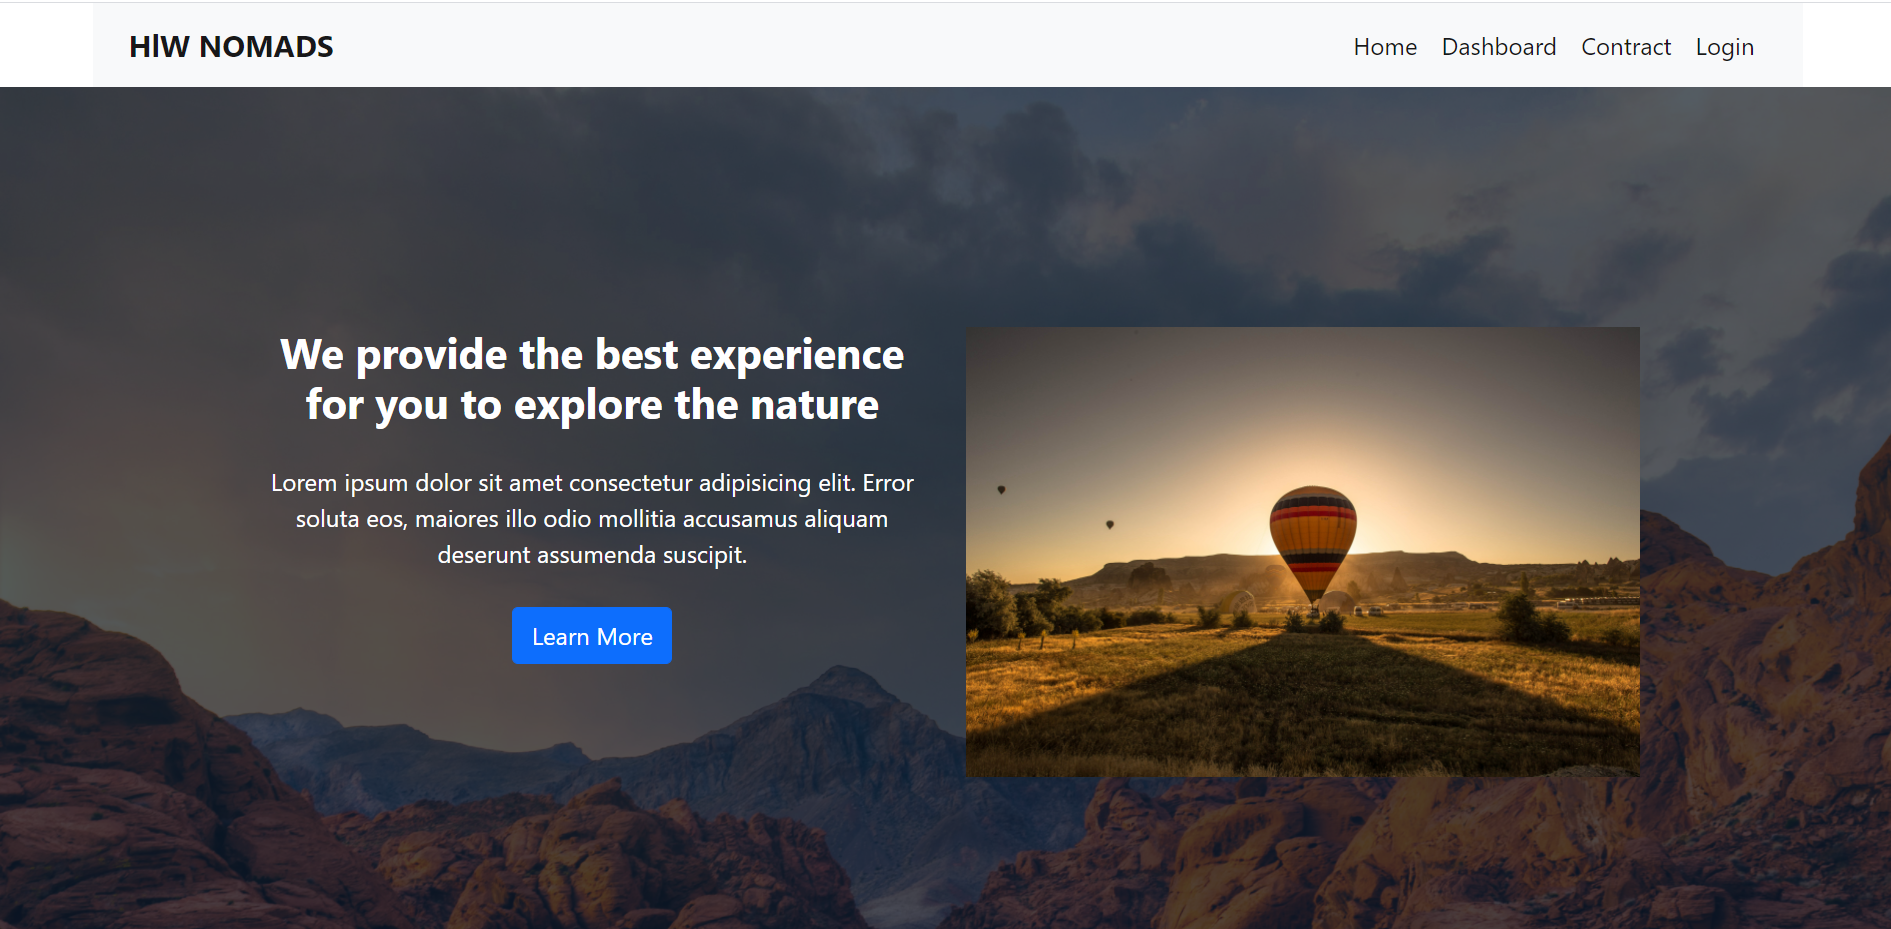 HlW NOMADS
Home Dashboard Contract Login
We provide the best experience
for you to explore the nature
Lorem ipsum dolor sit amet consectetur adipisicing elit. Error
soluta eos, maiores illo odio mollitia accusamus aliquam
deserunt assumenda suscipit.
Learn More